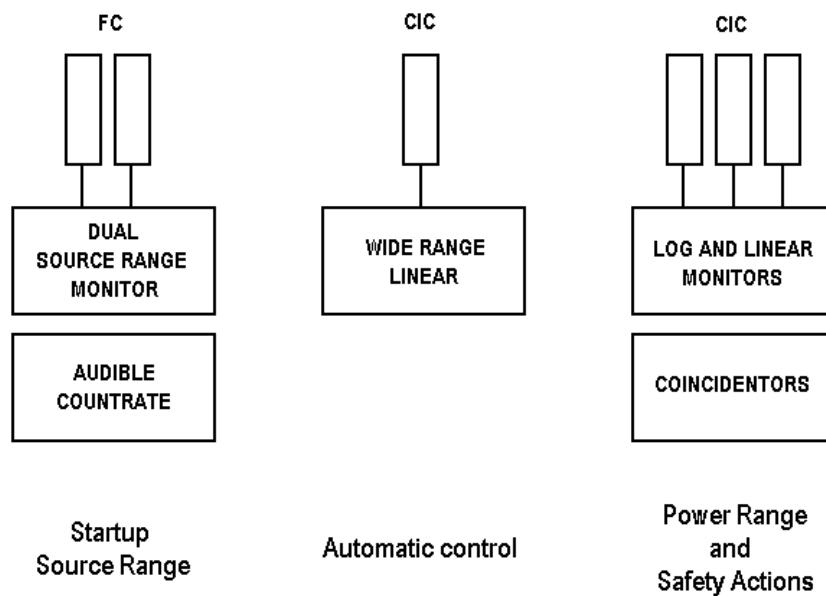 FC
DUAL
SOURCE RANGE
MONITOR
AUDIBLE
COUNTRATE
Startup
Source Range
CIC
WIDE RANGE
LINEAR
Automatic control
CIC
LOG AND LINEAR
MONITORS
COINCIDENTORS
Power Range
and
Safety Actions